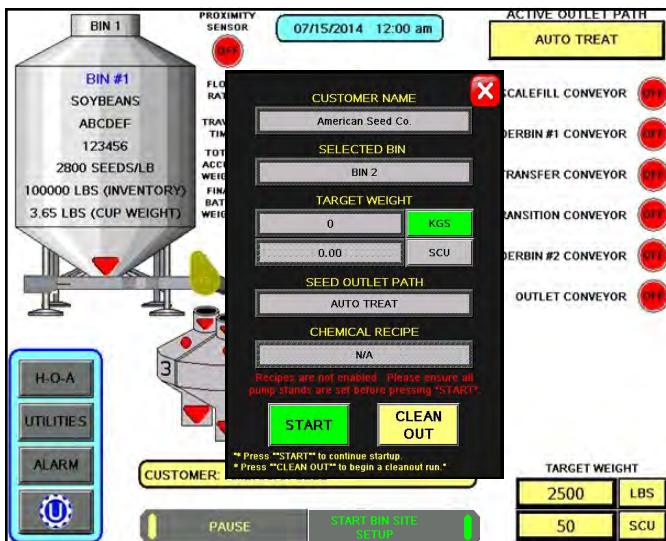 BIN 1
PROXIMITY
SENSOR
OFF
07/15/2014 12:00 am
ACTIVE OUTLET PATH
AUTO TREAT
BIN #1
SOYBEANS
ABCDEF
123456
2800 SEEDS/LB
100000 LBS (INVENTORY)
3.65 LBS (CUP WEIGHT)
CUSTOMER NAME
American Seed Co.
SELECTED BIN
BIN 2
TARGET WEIGHT
0 KGS
0.00 SCU
SEED OUTLET PATH
AUTO TREAT
CHEMICAL RECIPE
N/A
Recipes are not enabled. Please ensure all
pump stands are set before pressing "START".
START
CLEAN
OUT
"* Press ""START"" to continue startup.
* Press ""CLEAN OUT"" to begin a cleanout run."
SCALEFILL CONVEYOR OFF
DERBIN #1 CONVEYOR OFF
TRANSFER CONVEYOR OFF
ANSITION CONVEYOR OFF
DERBIN #2 CONVEYOR OFF
OUTLET CONVEYOR OFF
3
H-O-A
UTILITIES
ALARM
U
CUSTOMER:
PAUSE
START BIN SITE
SETUP
TARGET WEIGHT
2500 LBS
50 SCU